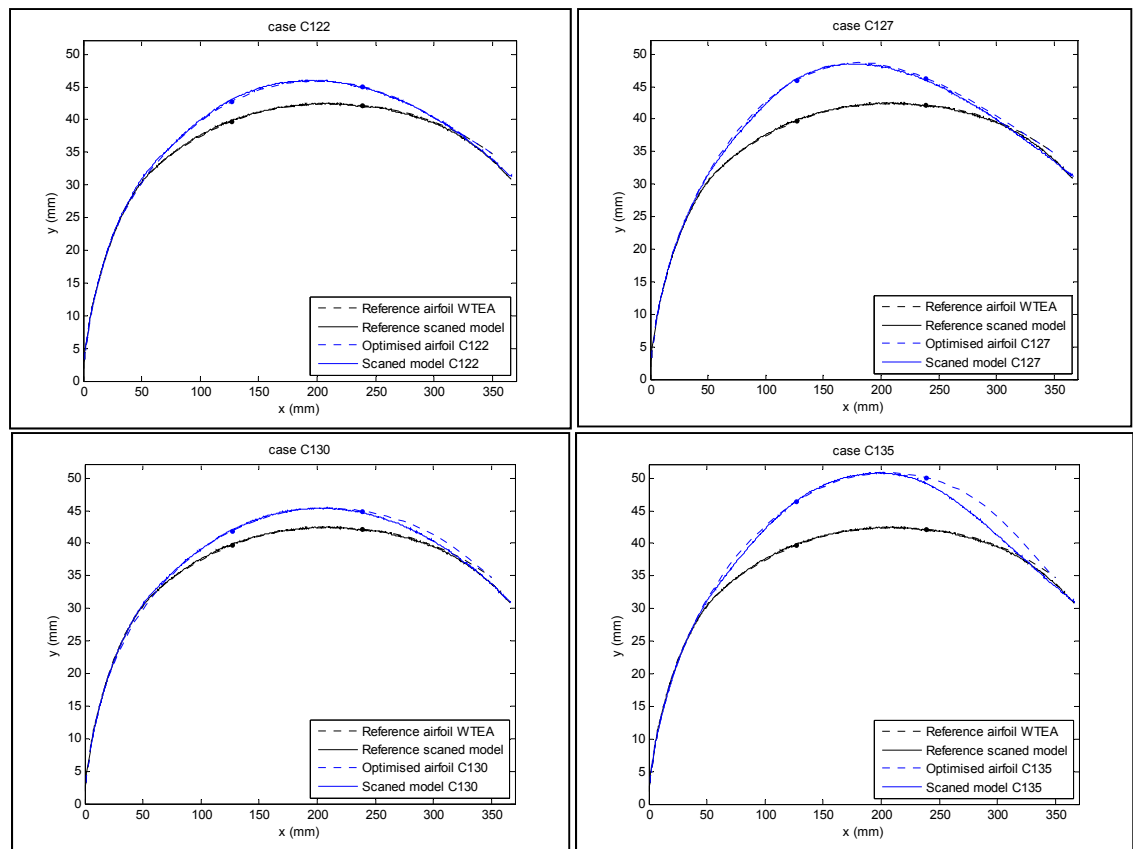 case C122
50
45
40
35
30
25
20
15
10
5
0
y (mm)
Reference airfoil WTEA
Reference scaned model
Optimised airfoil C122
Scaned model C122
0 50 100 150 200 250 300 350
x (mm)
case C127
50
45
40
35
30
25
20
15
10
5
0
y (mm)
Reference airfoil WTEA
Reference scaned model
Optimised airfoil C127
Scaned model C127
0 50 100 150 200 250 300 350
x (mm)
case C130
50
45
40
35
30
25
20
15
10
5
0
y (mm)
Reference airfoil WTEA
Reference scaned model
Optimised airfoil C130
Scaned model C130
0 50 100 150 200 250 300 350
x (mm)
case C135
50
45
40
35
30
25
20
15
10
5
0
y (mm)
Reference airfoil WTEA
Reference scaned model
Optimised airfoil C135
Scaned model C135
0 50 100 150 200 250 300 350
x (mm)